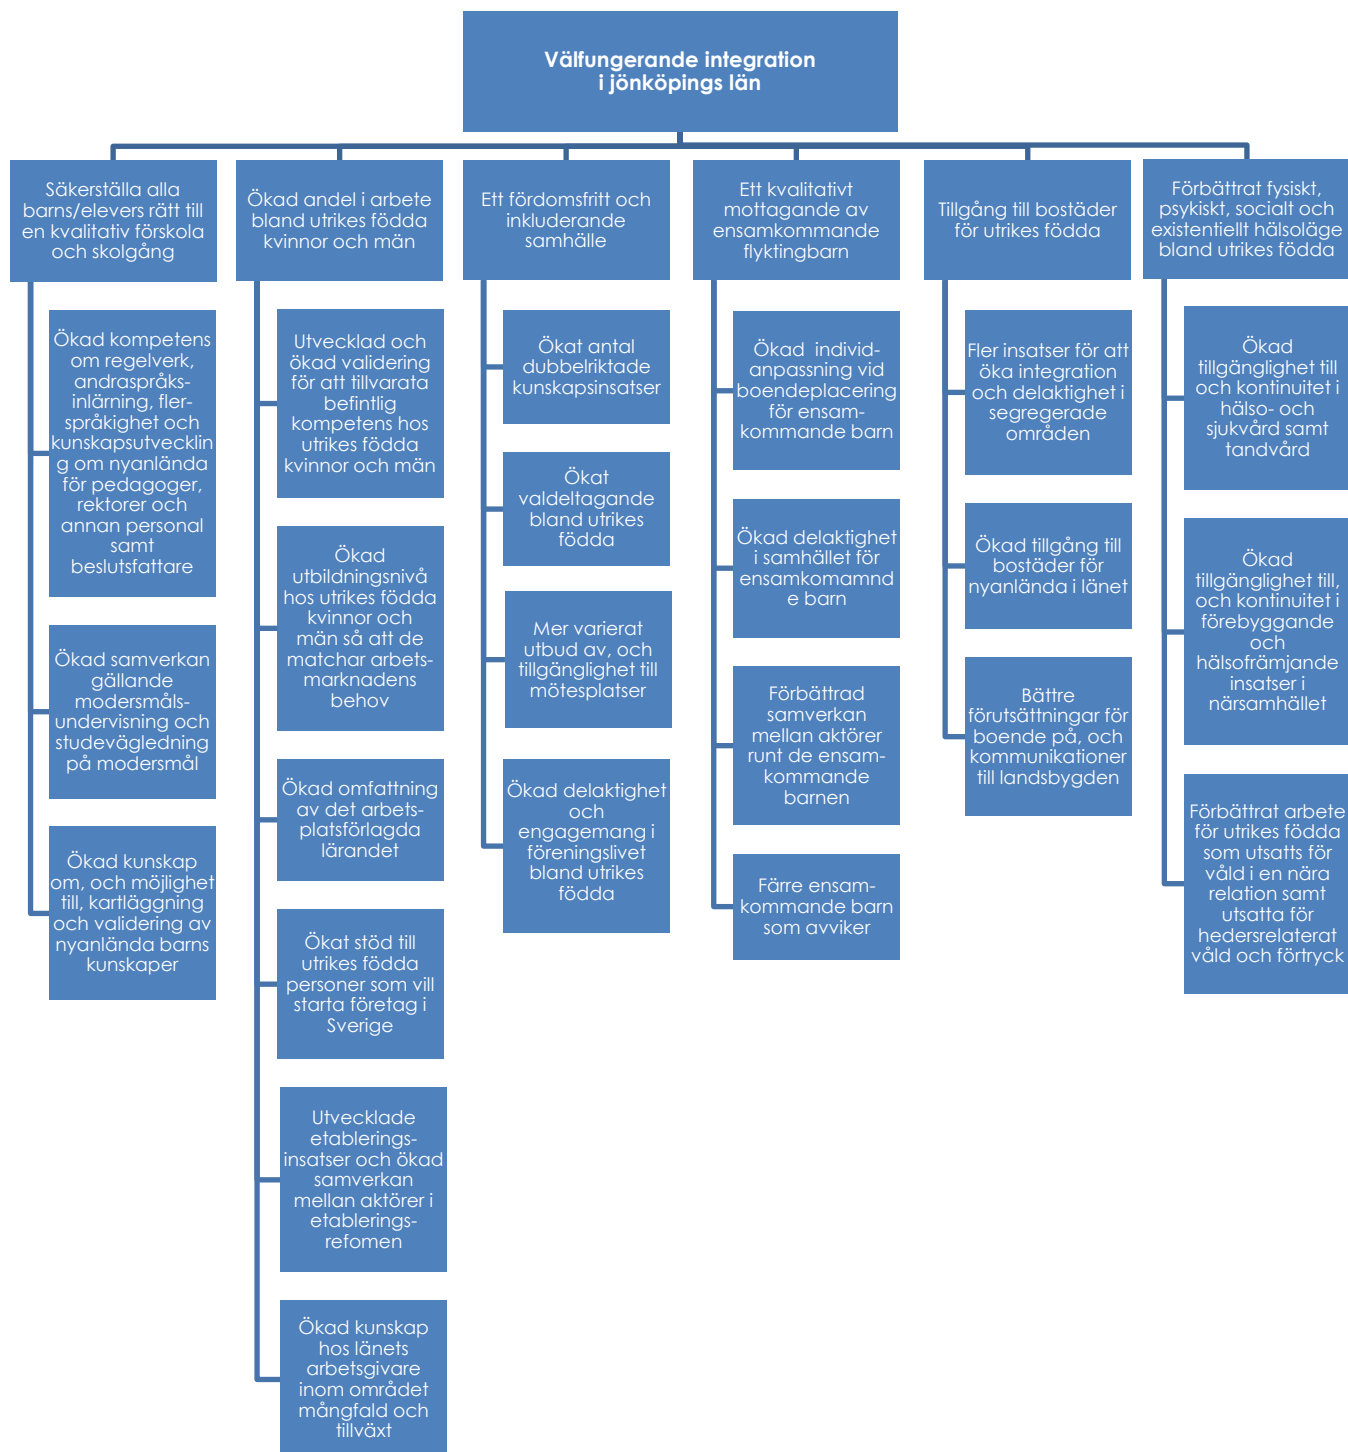 Välfungerande integration
i jönköpings län
Säkerställa alla
barns/elevers rätt till
en kvalitativ förskola
och skolgång
Ökad kompetens
om regelverk,
andraspråks-
inlärning, fler-
språkighet och
kunskapsutvecklin
g om nyanlända
för pedagoger,
rektorer och
annan personal
samt
beslutsfattare
Ökad samverkan
gällande
modersmåls-
undervisning och
studevägledning
på modersmål
Ökad kunskap
om, och möjlighet
till, kartläggning
och validering av
nyanlända barns
kunskaper
Ökad andel i arbete
bland utrikes födda
kvinnor och män
Utvecklad och
ökad validering
för att tillvarata
befintlig
kompetens hos
utrikes födda
kvinnor och män
Ökad
utbildningsnivå
hos utrikes födda
kvinnor och
män så att de
matchar arbets-
marknadens
behov
Ökad omfattning
av det arbets-
platsförlagda
lärandet
Ökat stöd till
utrikes födda
personer som vill
starta företag i
Sverige
Utvecklade
etablerings-
insatser och ökad
samverkan
mellan aktörer i
etablerings-
refomen
Ökad kunskap
hos länets
arbetsgivare
inom området
mångfald och
tillväxt
Ett fördomsfritt och
inkluderande
samhälle
Ökat antal
dubbelriktade
kunskapsinsatser
Ökat
valdeltagande
bland utrikes
födda
Mer varierat
utbud av, och
tillgänglighet till
mötesplatser
Ökad delaktighet
och
engagemang i
föreningslivet
bland utrikes
födda
Ett kvalitativt
mottagande av
ensamkommande
flyktingbarn
Ökad  individ-
anpassning vid
boendeplacering
för ensam-
kommande barn
Ökad delaktighet
i samhället för
ensamkomamnd
e barn
Förbättrad
samverkan
mellan aktörer
runt de ensam-
kommande
barnen
Färre ensam-
kommande barn
som avviker
Tillgång till bostäder
för utrikes födda
Fler insatser för att
öka integration
och delaktighet i
segregerade
områden
Ökad tillgång till
bostäder för
nyanlända i länet
Bättre
förutsättningar för
boende på, och
kommunikationer
till landsbygden
Förbättrat fysiskt,
psykiskt, socialt och
existentiellt hälsoläge
bland utrikes födda
Ökad
tillgänglighet till
och kontinuitet i
hälso- och
sjukvård samt
tandvård
Ökad
tillgänglighet till,
och kontinuitet i
förebyggande
och
hälsofrämjande
insatser i
närsamhället
Förbättrat arbete
för utrikes födda
som utsatts för
våld i en nära
relation samt
utsatta för
hedersrelaterat
våld och förtryck